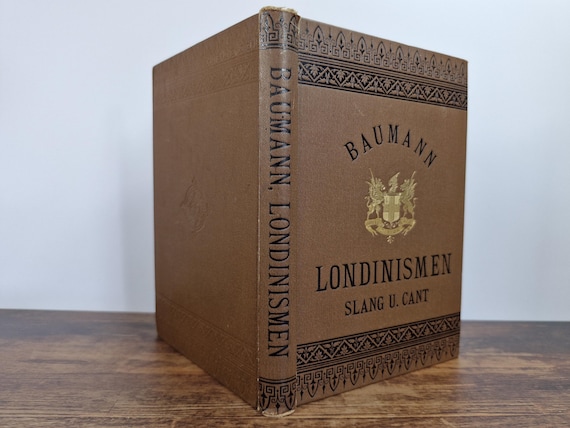 BAUMANN, LONDINISMEN
BAUMANN
LONDINISMEN
SLANG U. CANT